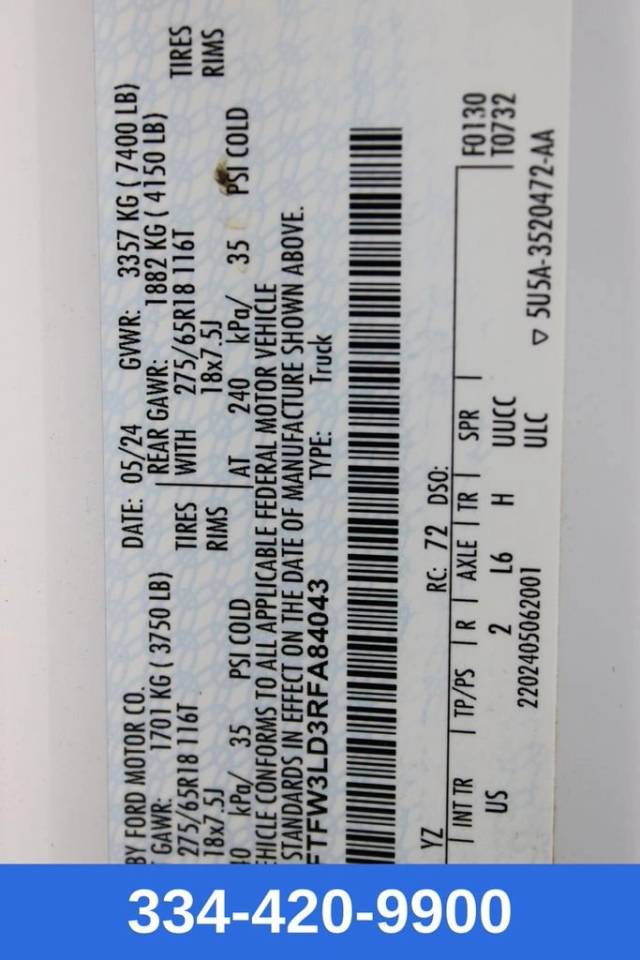 BY FORD MOTOR CO. DATE: 05/24 GVWR: 3357 KG ( 7400 LB)
GAWR: 1701 KG ( 3750 LB) REAR GAWR: 1882 KG ( 4150 LB)
275/65R18 116T TIRES WITH 275/65R18 116T TIRES
18x7.5J RIMS 18x7.5J RIMS
kPa/ 35 PSI COLD AT 240 kPa/ 35 PSI COLD
VEHICLE CONFORMS TO ALL APPLICABLE FEDERAL MOTOR VEHICLE
STANDARDS IN EFFECT ON THE DATE OF MANUFACTURE SHOWN ABOVE.
FTFW3LD3RFA84043 TYPE: Truck
YZ RC: 72 DSO: F0130
INT TR TP/PS R AXLE TR SPR T0732
US 2 L6 H UUCC
2202405062001 ULC ▽ 5U5A-3520472-AA
334-420-9900